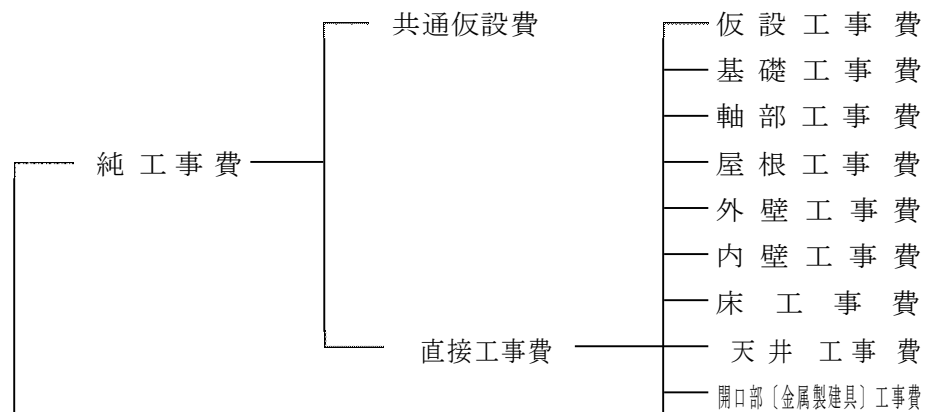 共通仮設費
仮設工事費
基礎工事費
軸部工事費
純工事費
屋根工事費
外壁工事費
内壁工事費
床工事費
直接工事費
天井工事費
開口部〔金属製建具〕工事費